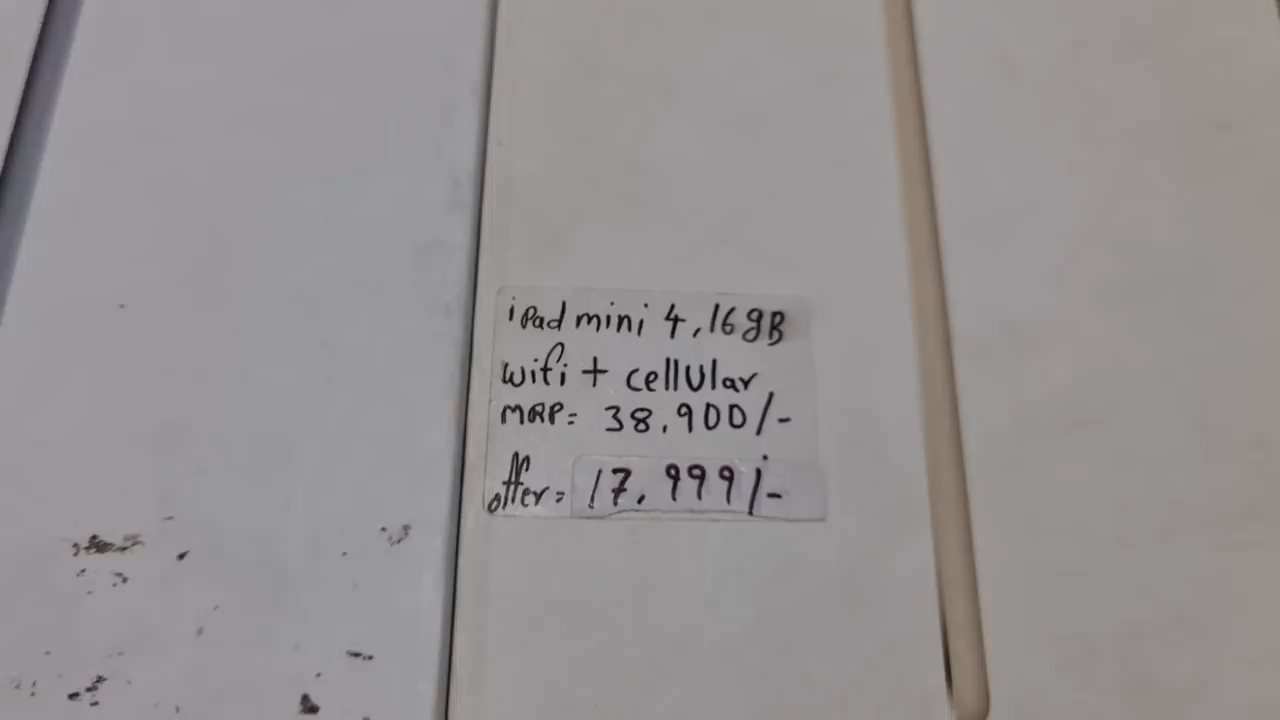 iPad mini 4, 16gB
wifi + cellular
MRP= 38,900/-
offer= 17,999/-